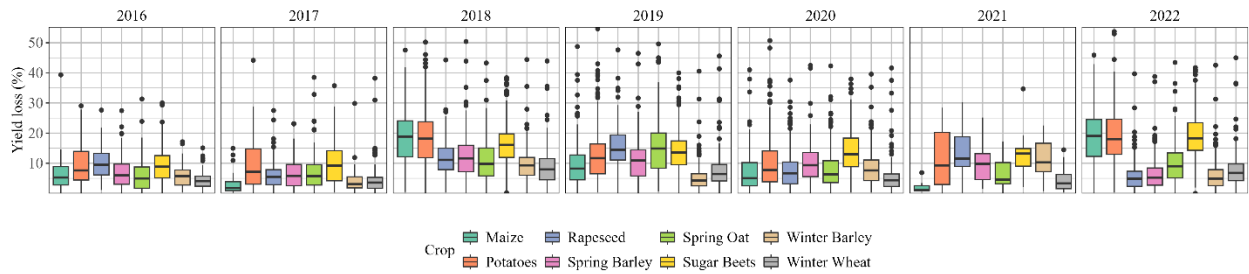 2016 2017 2018 2019 2020 2021 2022
Yield loss (%)
50
40
30
20
10
Crop
Maize Rapeseed Spring Oat Winter Barley
Potatoes Spring Barley Sugar Beets Winter Wheat